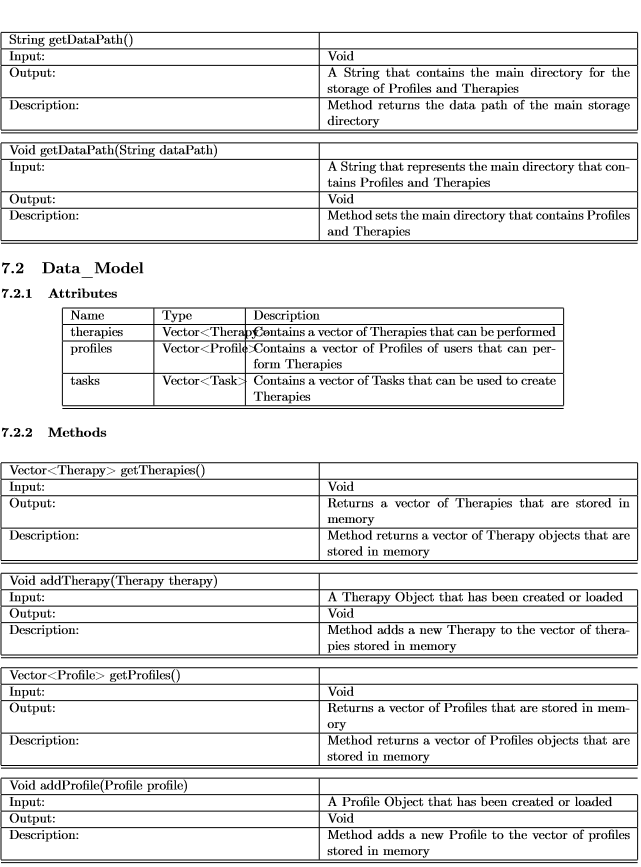 String getDataPath()
Input: Void
Output: A String that contains the main directory for the
storage of Profiles and Therapies
Description: Method returns the data path of the main storage
directory
Void getDataPath(String dataPath)
Input: A String that represents the main directory that con-
tains Profiles and Therapies
Output: Void
Description: Method sets the main directory that contains Profiles
and Therapies
7.2 Data_Model
7.2.1 Attributes
Name Type Description
therapies Vector<Therapy> Contains a vector of Therapies that can be performed
profiles Vector<Profile> Contains a vector of Profiles of users that can per-
form Therapies
tasks Vector<Task> Contains a vector of Tasks that can be used to create
Therapies
7.2.2 Methods
Vector<Therapy> getTherapies()
Input: Void
Output: Returns a vector of Therapies that are stored in
memory
Description: Method returns a vector of Therapy objects that are
stored in memory
Void addTherapy(Therapy therapy)
Input: A Therapy Object that has been created or loaded
Output: Void
Description: Method adds a new Therapy to the vector of thera-
pies stored in memory
Vector<Profile> getProfiles()
Input: Void
Output: Returns a vector of Profiles that are stored in mem-
ory
Description: Method returns a vector of Profiles objects that are
stored in memory
Void addProfile(Profile profile)
Input: A Profile Object that has been created or loaded
Output: Void
Description: Method adds a new Profile to the vector of profiles
stored in memory